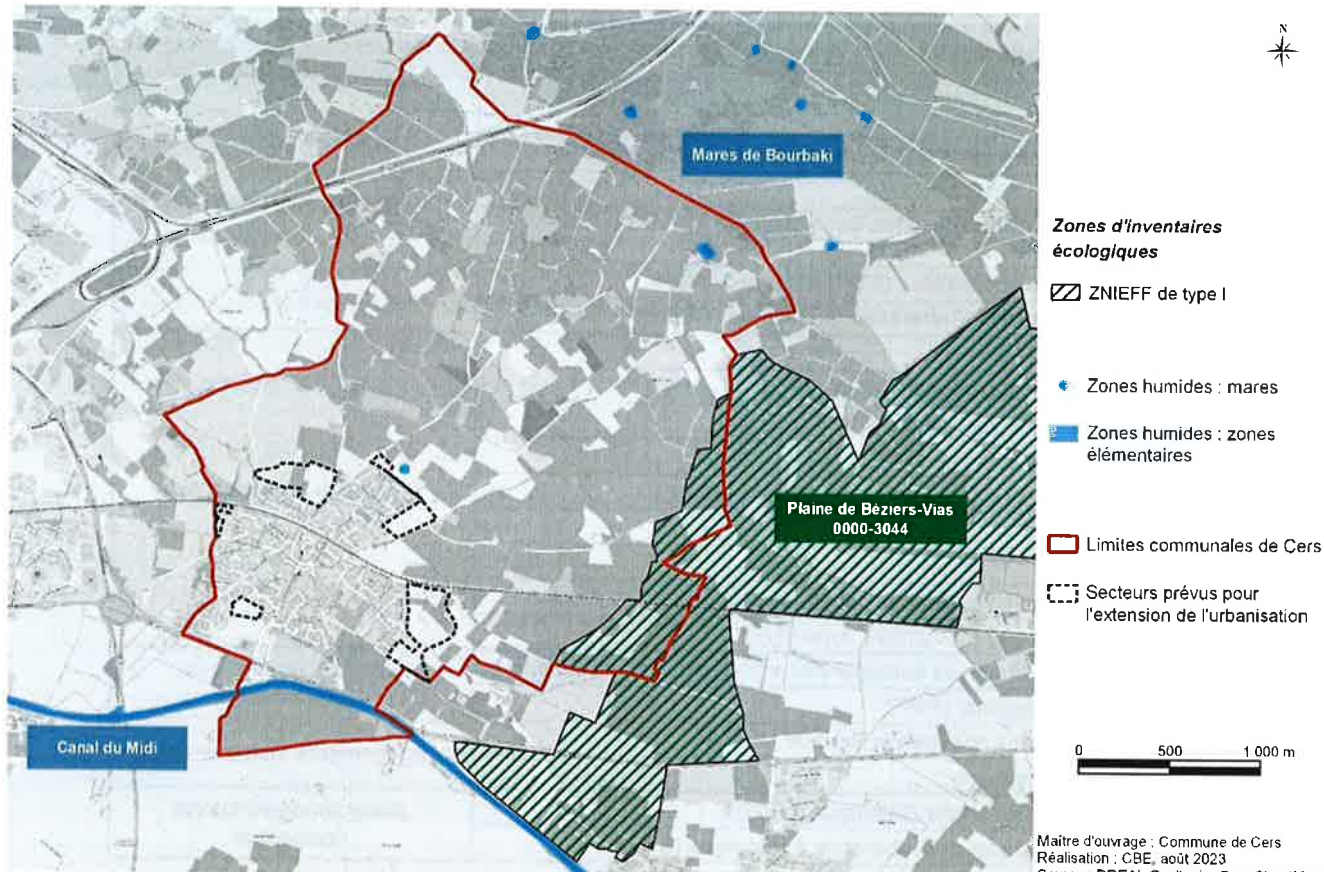 N
Mares de Bourbaki
Zones d'inventaires
écologiques
ZNIEFF de type I
Zones humides : mares
Zones humides : zones
élémentaires
Plaine de Béziers-Vias
0000-3044
Limites communales de Cers
Secteurs prévus pour
l'extension de l'urbanisation
Canal du Midi
0 500 1 000 m
Maître d'ouvrage : Commune de Cers
Réalisation : CBE, août 2023